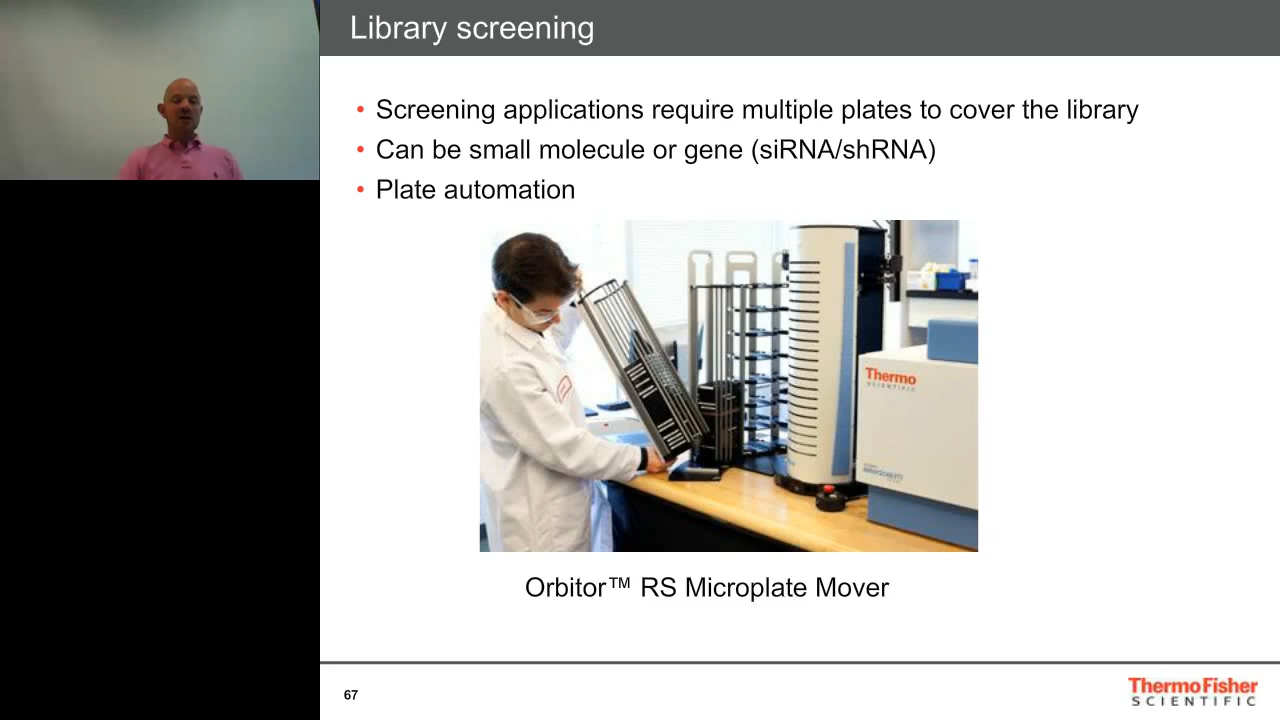 Library screening
• Screening applications require multiple plates to cover the library
• Can be small molecule or gene (siRNA/shRNA)
• Plate automation
Thermo
SCIENTIFIC
Orbitor™ RS Microplate Mover
67
ThermoFisher
SCIENTIFIC